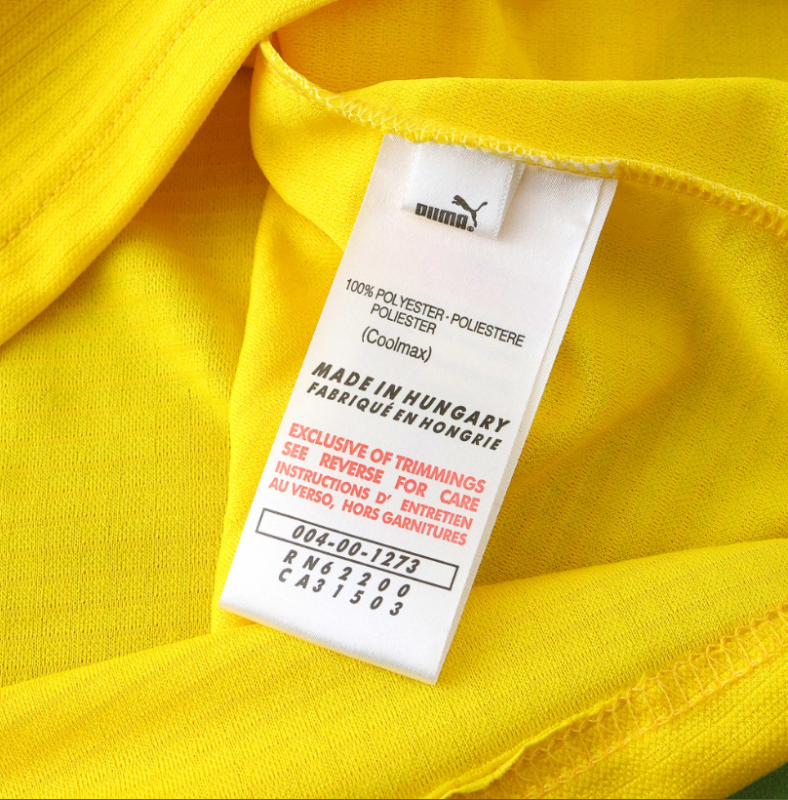 PUMA®
100% POLYESTER·POLIESTERE
POLIESTER
(Coolmax)
MADE IN HUNGARY
FABRIQUÉ EN HONGRIE
EXCLUSIVE OF TRIMMINGS
SEE REVERSE FOR CARE
INSTRUCTIONS D' ENTRETIEN
AU VERSO, HORS GARNITURES
004-00-1273
RN62200
CA31503